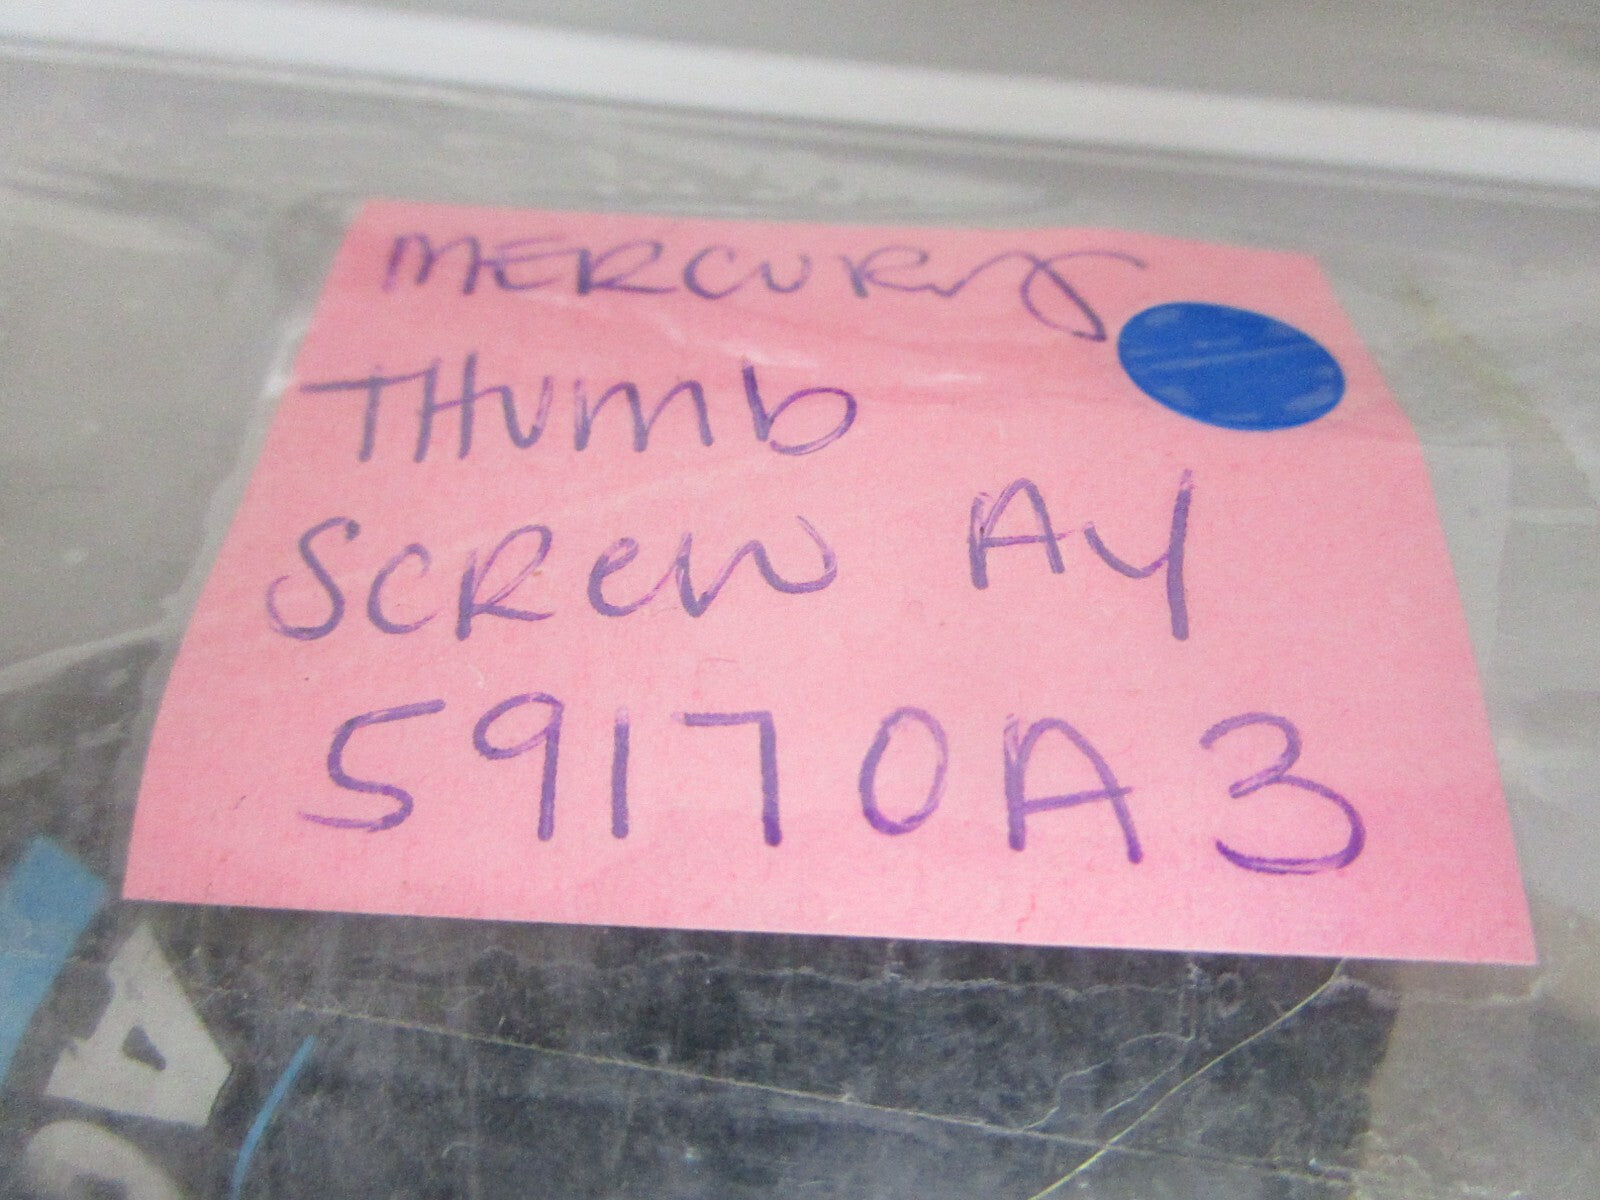 MERCURY
THUMB
SCREW AY
59170A3
A